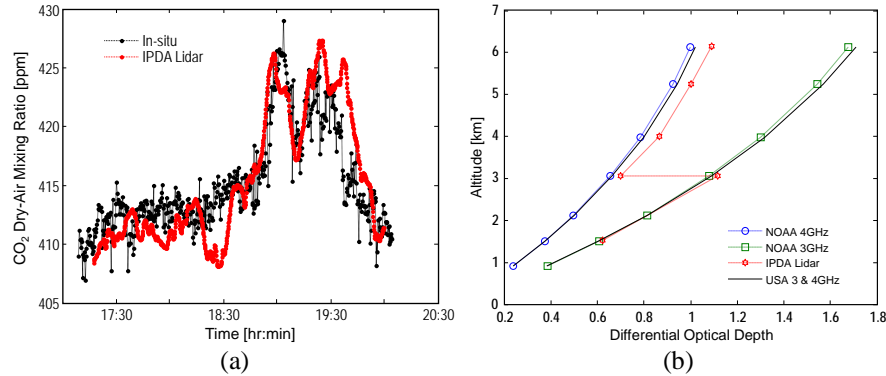 430
425
420
415
410
405
CO2 Dry-Air Mixing Ratio [ppm]
In-situ
IPDA Lidar
17:30
18:30
19:30
20:30
Time [hr:min]
(a)
7
6
5
4
3
2
1
0
Altitude [km]
NOAA 4GHz
NOAA 3GHz
IPDA Lidar
USA 3 & 4GHz
0.2
0.4
0.6
0.8
1
1.2
1.4
1.6
1.8
Differential Optical Depth
(b)